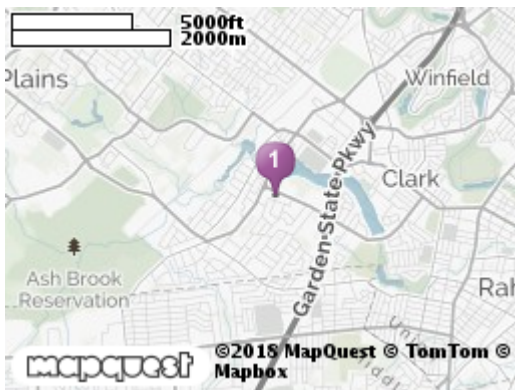 5000ft
2000m
Plains
Winfield
1
Garden State Pkwy
Clark
Ash Brook
Reservation
Rah
mapquest
©2018 MapQuest © TomTom ©
Mapbox